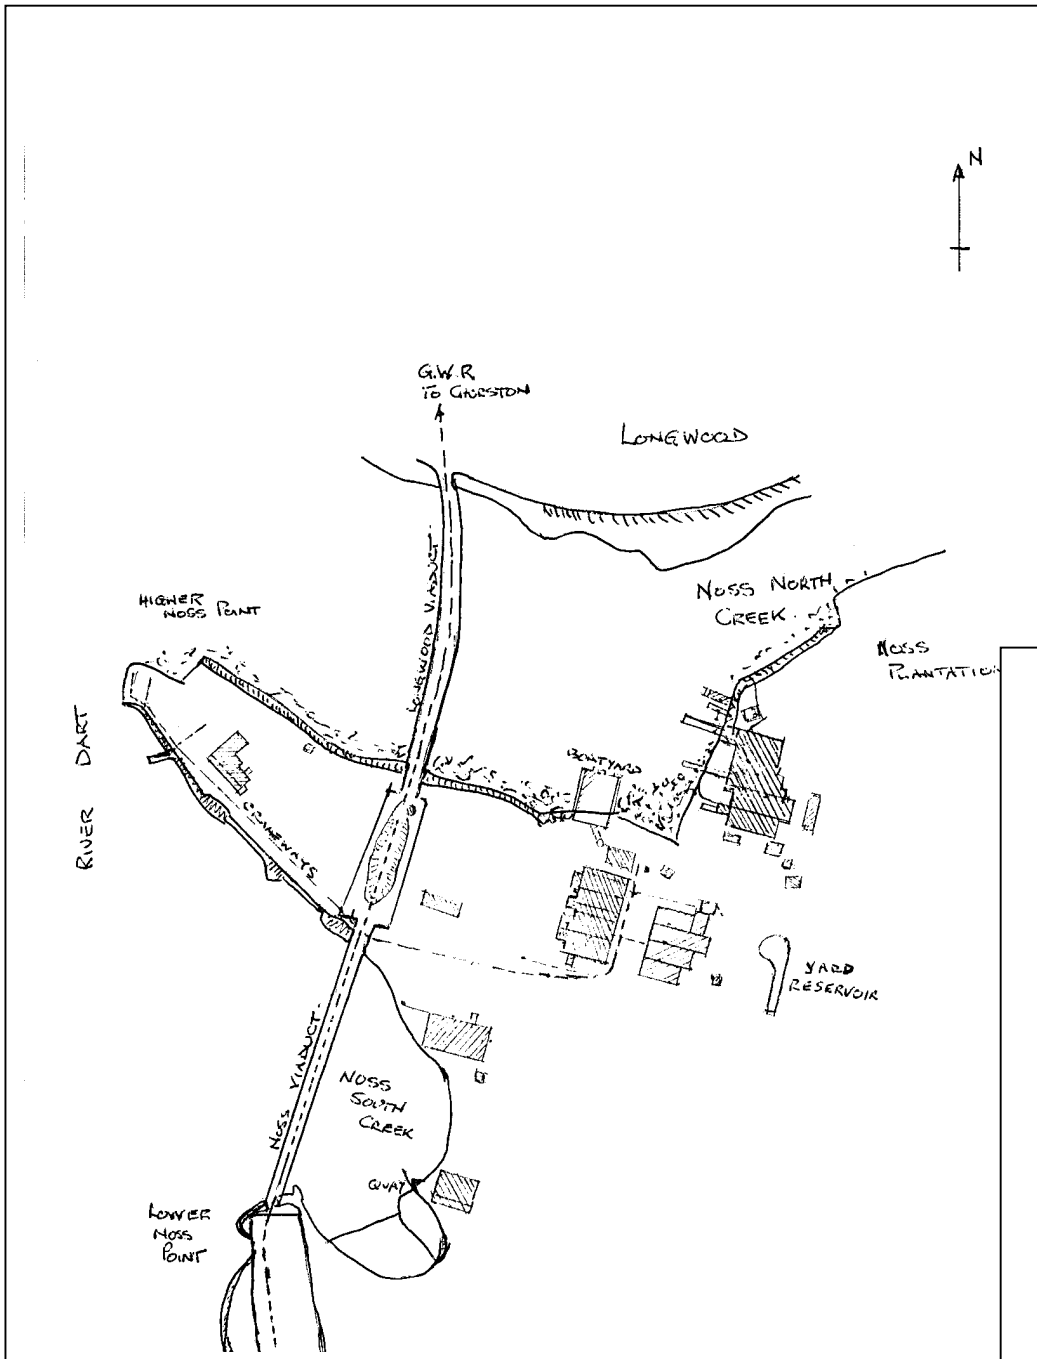 N
G.W.R
TO CHURSTON
LONGWOOD
LONGWOOD VIADUCT
NOSS NORTH
CREEK
HIGHER
NOSS POINT
NOSS
PLANTATION
RIVER DART
BOATYARD
CRANEWAYS
YARD
RESERVOIR
NOSS VIADUCT
NOSS
SOUTH
CREEK
QUAY
LOWER
NOSS
POINT